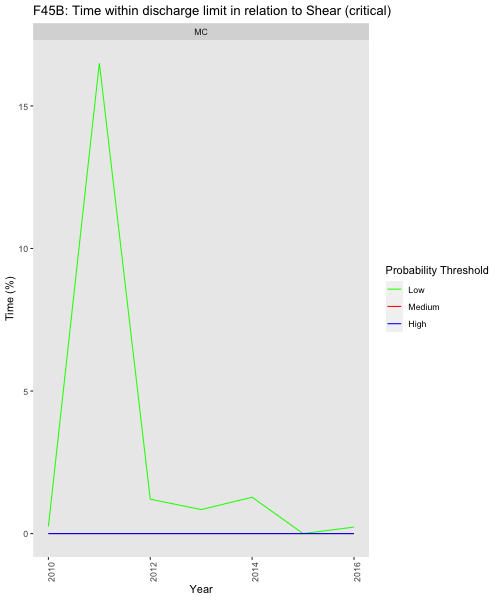 F45B: Time within discharge limit in relation to Shear (critical)
MC
15
10
5
0
Time (%)
2010
2012
2014
2016
Year
Probability Threshold
Low
Medium
High